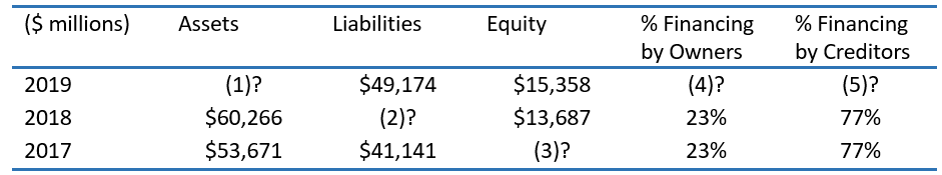 ($ millions) Assets Liabilities Equity % Financing by Owners % Financing by Creditors
2019 (1)? $49,174 $15,358 (4)? (5)?
2018 $60,266 (2)? $13,687 23% 77%
2017 $53,671 $41,141 (3)? 23% 77%